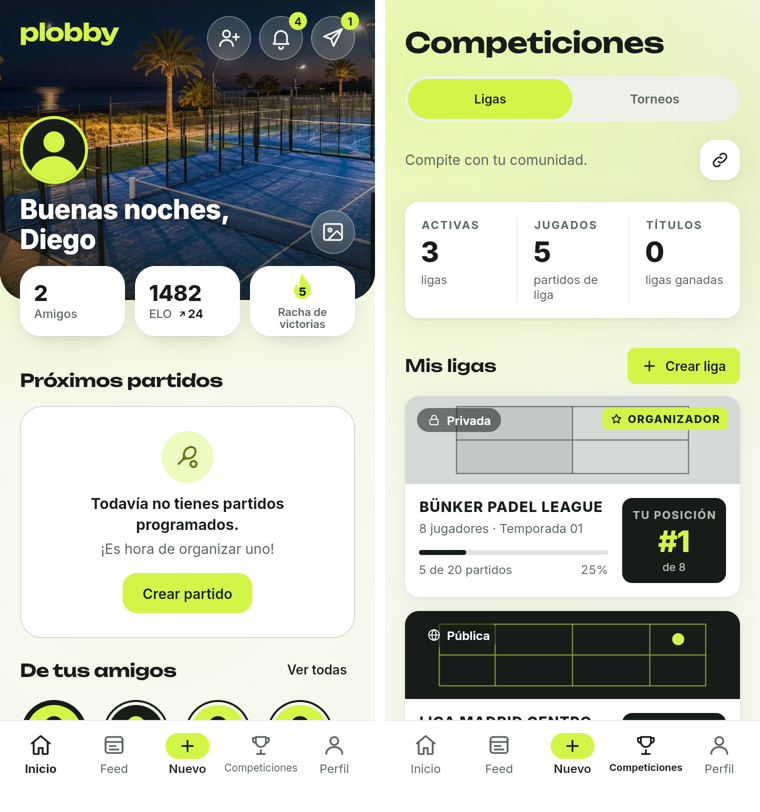 plobby
4
1
Buenas noches,
Diego
2
Amigos
1482
ELO ↗24
5
Racha de
victorias
Próximos partidos
Todavía no tienes partidos
programados.
¡Es hora de organizar uno!
Crear partido
De tus amigos
Ver todas
Inicio
Feed
Nuevo
Competiciones
Perfil
Competiciones
Ligas
Torneos
Compite con tu comunidad.
ACTIVAS
3
ligas
JUGADOS
5
partidos de
liga
TÍTULOS
0
ligas ganadas
Mis ligas
+ Crear liga
Privada
ORGANIZADOR
BÜNKER PADEL LEAGUE
8 jugadores · Temporada 01
5 de 20 partidos
25%
TU POSICIÓN
#1
de 8
Pública
LIGA MADRID CENTRO
Inicio
Feed
Nuevo
Competiciones
Perfil